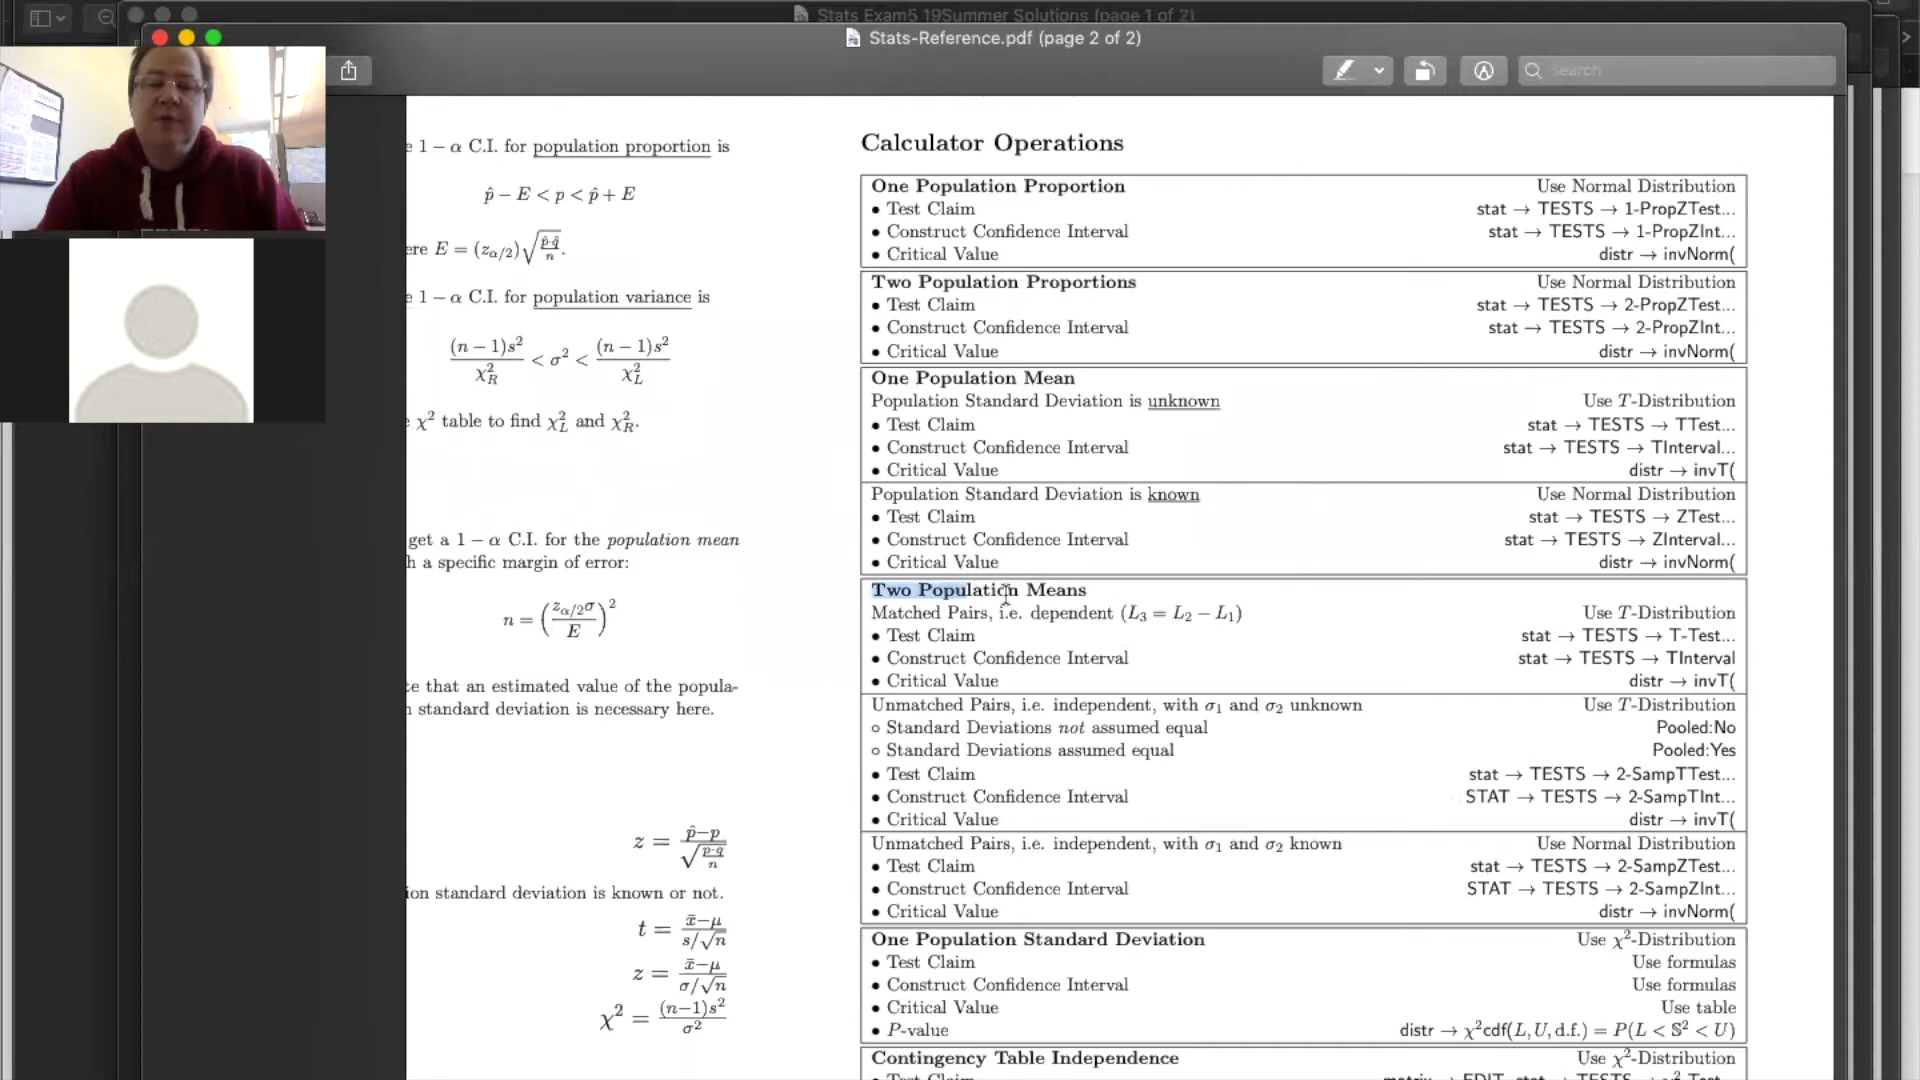 Stats Exam5 19Summer Solutions (page 1 of 2)
Stats-Reference.pdf (page 2 of 2)
Search
e 1 − α C.I. for population proportion is
p̂ − E < p < p̂ + E
ere E = (z_{α/2})√(p̂·q̂/n).
e 1 − α C.I. for population variance is
(n − 1)s²/χ²_R < σ² < (n − 1)s²/χ²_L
e χ² table to find χ²_L and χ²_R.
get a 1 − α C.I. for the population mean
h a specific margin of error:
n = (z_{α/2}σ/E)²
te that an estimated value of the popula-
n standard deviation is necessary here.
z = (p̂−p)/√(p·q/n)
ion standard deviation is known or not.
t = (x̄−μ)/(s/√n)
z = (x̄−μ)/(σ/√n)
χ² = (n−1)s²/σ²
Calculator Operations
One Population Proportion Use Normal Distribution
• Test Claim stat → TESTS → 1-PropZTest...
• Construct Confidence Interval stat → TESTS → 1-PropZInt...
• Critical Value distr → invNorm(
Two Population Proportions Use Normal Distribution
• Test Claim stat → TESTS → 2-PropZTest...
• Construct Confidence Interval stat → TESTS → 2-PropZInt...
• Critical Value distr → invNorm(
One Population Mean
Population Standard Deviation is unknown Use T-Distribution
• Test Claim stat → TESTS → TTest...
• Construct Confidence Interval stat → TESTS → TInterval...
• Critical Value distr → invT(
Population Standard Deviation is known Use Normal Distribution
• Test Claim stat → TESTS → ZTest...
• Construct Confidence Interval stat → TESTS → ZInterval...
• Critical Value distr → invNorm(
Two Population Means
Matched Pairs, i.e. dependent (L₃ = L₂ − L₁) Use T-Distribution
• Test Claim stat → TESTS → T-Test...
• Construct Confidence Interval stat → TESTS → TInterval
• Critical Value distr → invT(
Unmatched Pairs, i.e. independent, with σ₁ and σ₂ unknown Use T-Distribution
◦ Standard Deviations not assumed equal Pooled:No
◦ Standard Deviations assumed equal Pooled:Yes
• Test Claim stat → TESTS → 2-SampTTest...
• Construct Confidence Interval STAT → TESTS → 2-SampTInt...
• Critical Value distr → invT(
Unmatched Pairs, i.e. independent, with σ₁ and σ₂ known Use Normal Distribution
• Test Claim stat → TESTS → 2-SampZTest...
• Construct Confidence Interval STAT → TESTS → 2-SampZInt...
• Critical Value distr → invNorm(
One Population Standard Deviation Use χ²-Distribution
• Test Claim Use formulas
• Construct Confidence Interval Use formulas
• Critical Value Use table
• P-value distr → χ²cdf(L, U, d.f.) = P(L < 𝕊² < U)
Contingency Table Independence Use χ²-Distribution